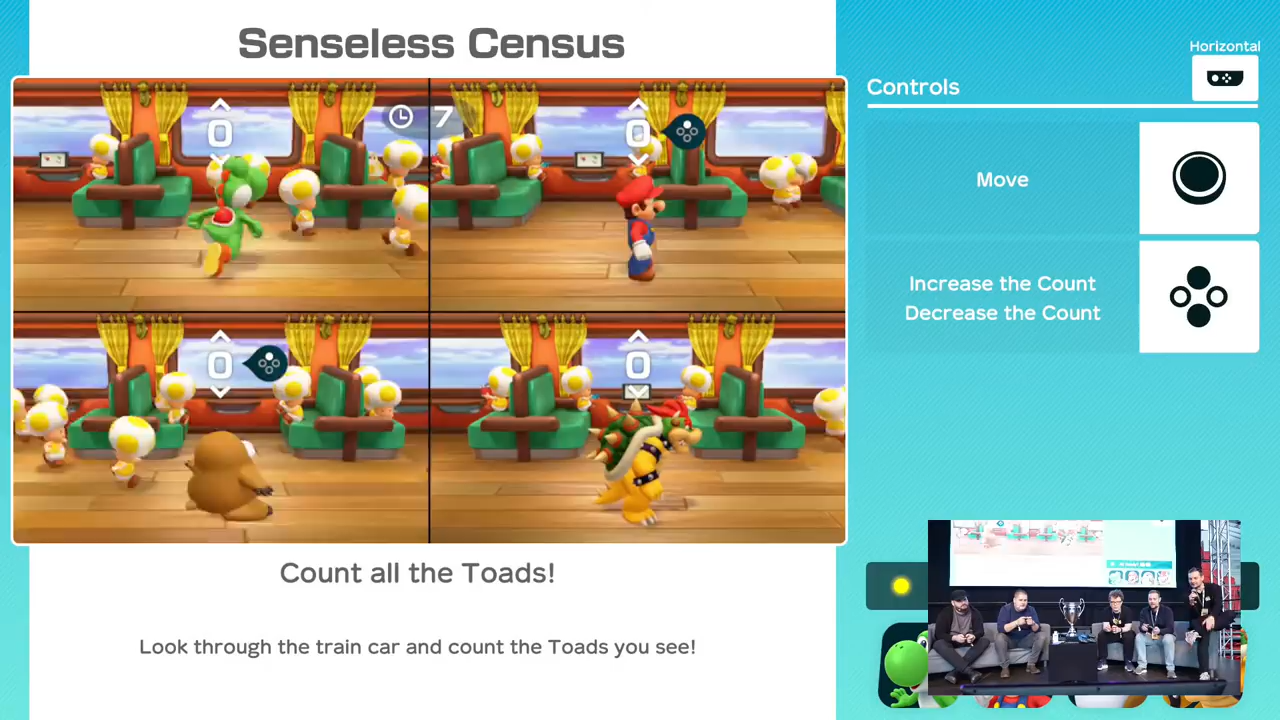 Senseless Census
Horizontal
Controls
0
7
0
Move
Increase the Count
Decrease the Count
0
0
Count all the Toads!
Look through the train car and count the Toads you see!